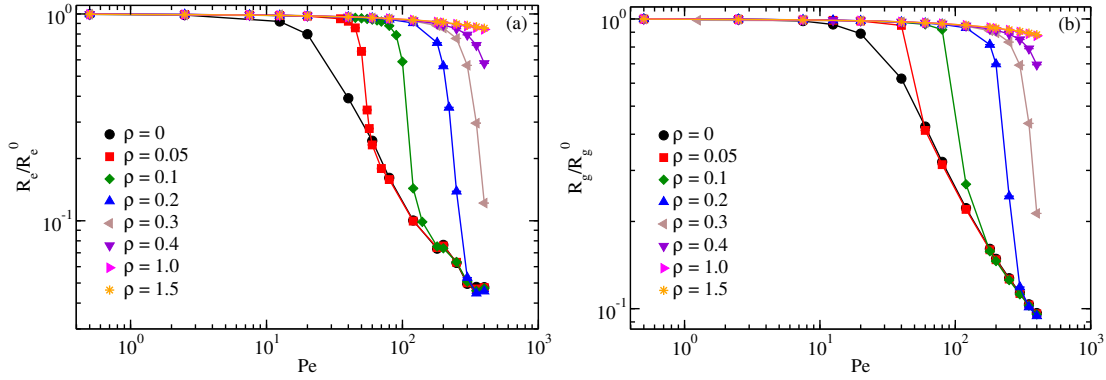 (a)
10^0
10^-1
R_e/R_e^0
ρ = 0
ρ = 0.05
ρ = 0.1
ρ = 0.2
ρ = 0.3
ρ = 0.4
ρ = 1.0
ρ = 1.5
10^0 10^1 10^2 10^3
Pe
(b)
10^0
10^-1
R_g/R_g^0
ρ = 0
ρ = 0.05
ρ = 0.1
ρ = 0.2
ρ = 0.3
ρ = 0.4
ρ = 1.0
ρ = 1.5
10^0 10^1 10^2 10^3
Pe